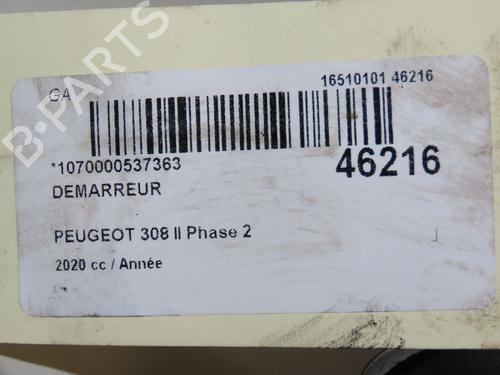 B-PARTS
GA
16510101 46216
*1070000537363
46216
DEMARREUR
PEUGEOT 308 II Phase 2
2020 cc / Année